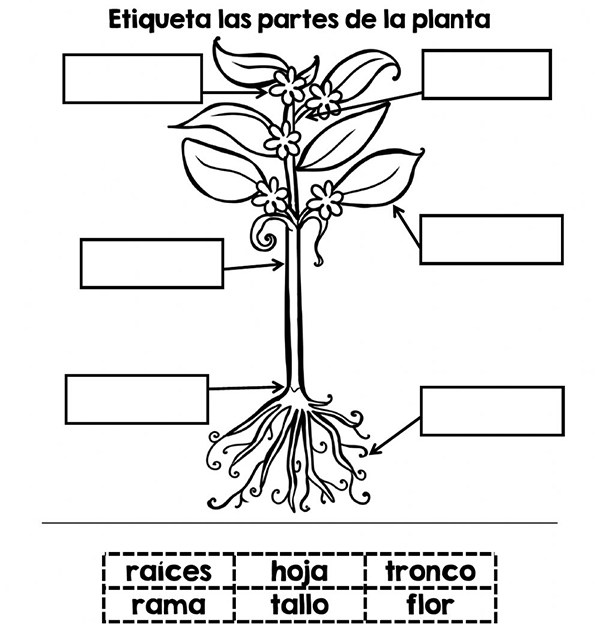 Etiqueta las partes de la planta
raíces hoja tronco
rama tallo flor